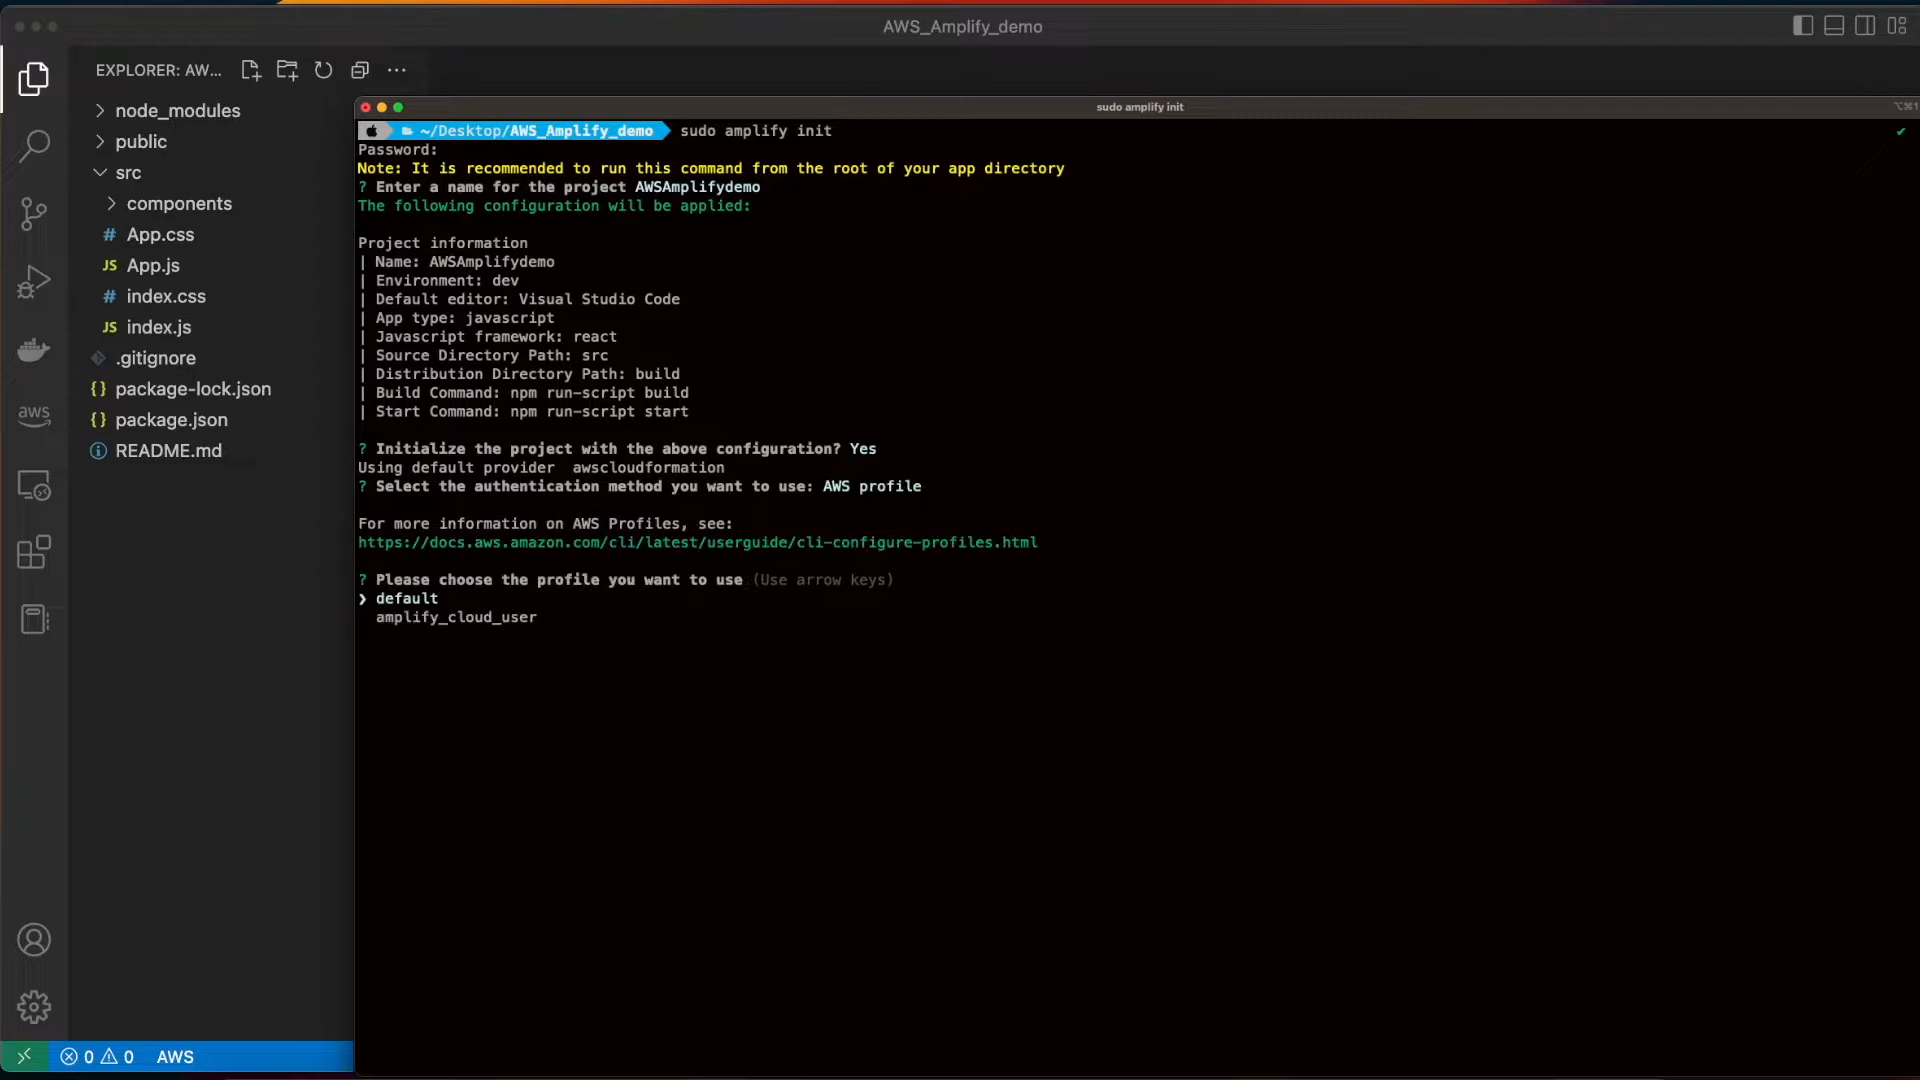 AWS_Amplify_demo
EXPLORER: AW...
node_modules
public
src
components
# App.css
JS App.js
# index.css
JS index.js
.gitignore
{} package-lock.json
{} package.json
README.md
aws
0 0 AWS
sudo amplify init
⌥⌘1
~/Desktop/AWS_Amplify_demo sudo amplify init
Password:
Note: It is recommended to run this command from the root of your app directory
? Enter a name for the project AWSAmplifydemo
The following configuration will be applied:
Project information
| Name: AWSAmplifydemo
| Environment: dev
| Default editor: Visual Studio Code
| App type: javascript
| Javascript framework: react
| Source Directory Path: src
| Distribution Directory Path: build
| Build Command: npm run-script build
| Start Command: npm run-script start
? Initialize the project with the above configuration? Yes
Using default provider  awscloudformation
? Select the authentication method you want to use: AWS profile
For more information on AWS Profiles, see:
https://docs.aws.amazon.com/cli/latest/userguide/cli-configure-profiles.html
? Please choose the profile you want to use (Use arrow keys)
❯ default
amplify_cloud_user